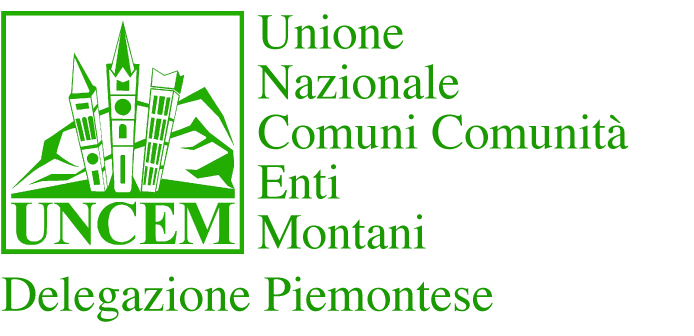 UNCEM
Unione
Nazionale
Comuni Comunità
Enti
Montani
Delegazione Piemontese